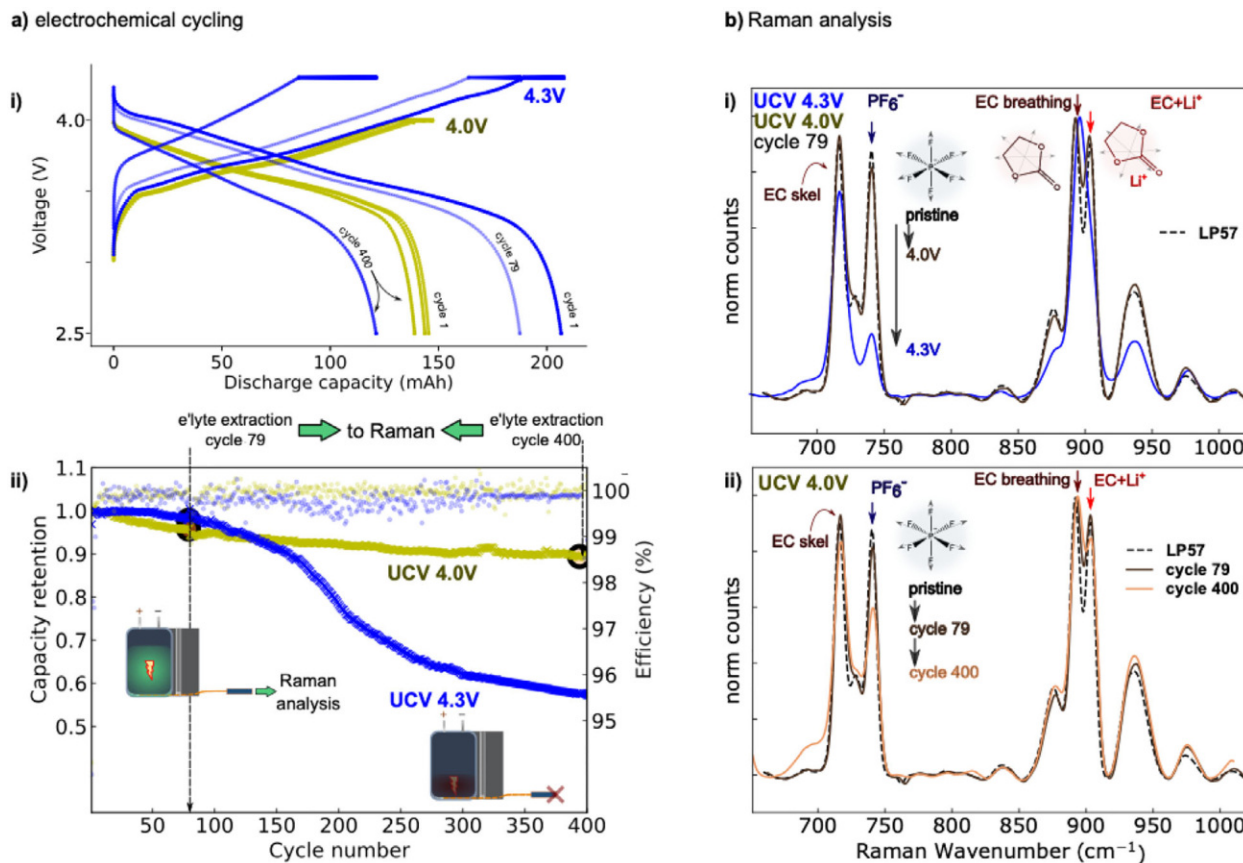 a) electrochemical cycling
i)
4.0
2.5
Voltage (V)
4.3V
4.0V
cycle 400
cycle 1
cycle 79
cycle 1
0
50
100
150
200
Discharge capacity (mAh)
e'lyte extraction
cycle 79
to Raman
e'lyte extraction
cycle 400
ii)
1.1
1.0
0.9
0.8
0.7
0.6
0.5
Capacity retention
100
99
98
97
96
95
Efficiency (%)
UCV 4.0V
UCV 4.3V
+ −
Raman
analysis
+ −
50
100
150
200
250
300
350
400
Cycle number
b) Raman analysis
i)
UCV 4.3V
UCV 4.0V
cycle 79
EC skel
PF6⁻
F
F
F
P
F
F
F
pristine
4.0V
4.3V
EC breathing
EC+Li⁺
O
O
O
O
O
O
Li⁺
LP57
norm counts
700
750
800
850
900
950
1000
ii)
UCV 4.0V
EC skel
PF6⁻
F
F
F
P
F
F
F
pristine
cycle 79
cycle 400
EC breathing
EC+Li⁺
LP57
cycle 79
cycle 400
norm counts
700
750
800
850
900
950
1000
Raman Wavenumber (cm⁻¹)